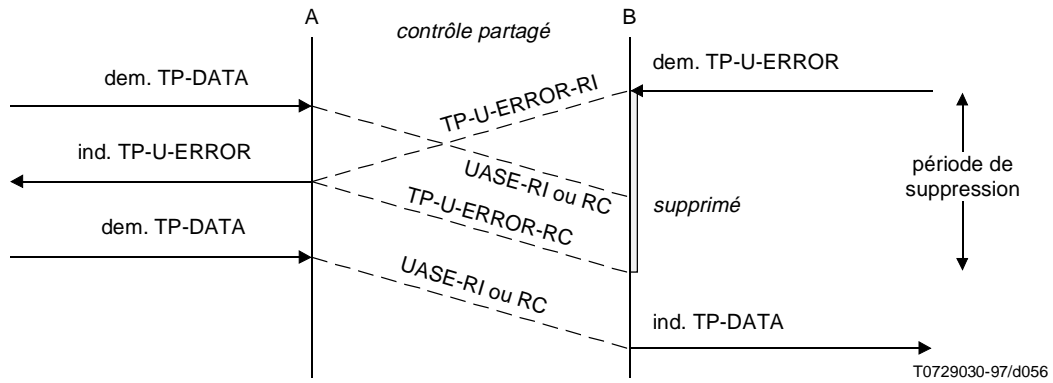 A
contrôle partagé
B
dem. TP-DATA
dem. TP-U-ERROR
TP-U-ERROR-RI
ind. TP-U-ERROR
UASE-RI ou RC
période de
suppression
TP-U-ERROR-RC
supprimé
dem. TP-DATA
UASE-RI ou RC
ind. TP-DATA
T0729030-97/d056